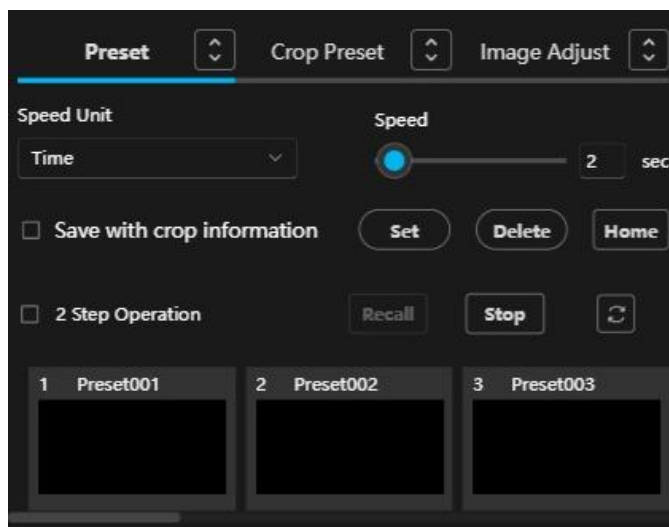 Preset Crop Preset Image Adjust
Speed Unit Speed
Time 2 sec
Save with crop information Set Delete Home
2 Step Operation Recall Stop
1 Preset001 2 Preset002 3 Preset003